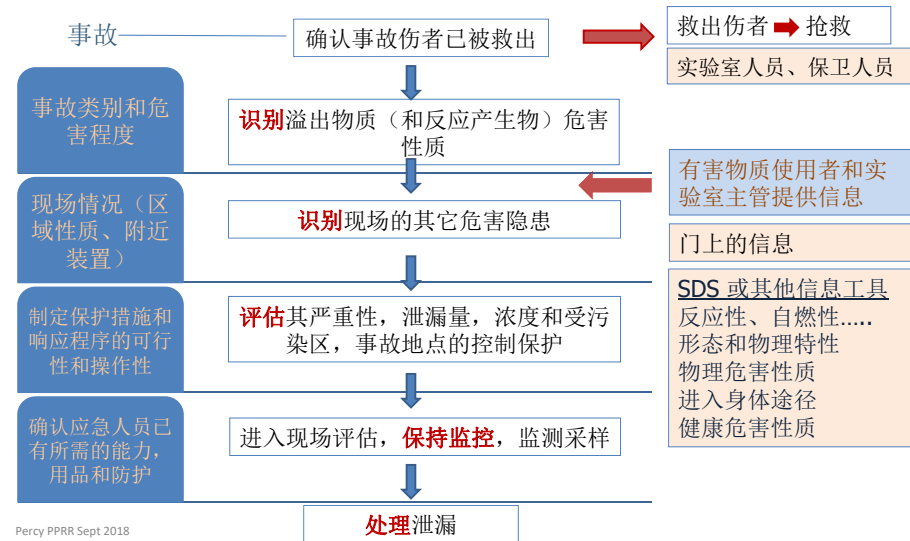 事故
确认事故伤者已被救出
救出伤者
抢救
实验室人员、保卫人员
事故类别和危
害程度
识别溢出物质（和反应产生物）危害
性质
现场情况（区
域性质、附近
装置）
识别现场的其它危害隐患
有害物质使用者和实
验室主管提供信息
门上的信息
SDS 或其他信息工具
反应性、自燃性…..
形态和物理特性
物理危害性质
进入身体途径
健康危害性质
制定保护措施和
响应程序的可行
性和操作性
评估其严重性，泄漏量，浓度和受污
染区，事故地点的控制保护
确认应急人员已
有所需的能力，
用品和防护
进入现场评估，保持监控，监测采样
处理泄漏
Percy PPRR Sept 2018